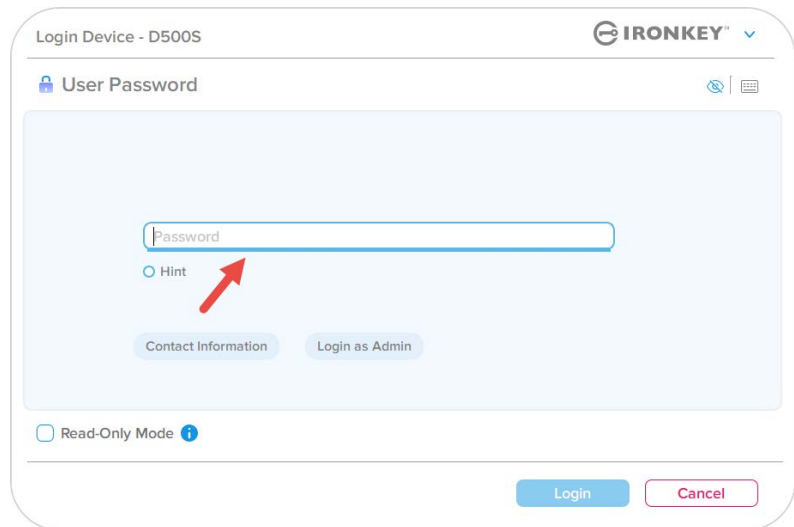 Login Device - D500S
IRONKEY™
User Password
Password
Hint
Contact Information Login as Admin
Read-Only Mode
Login Cancel